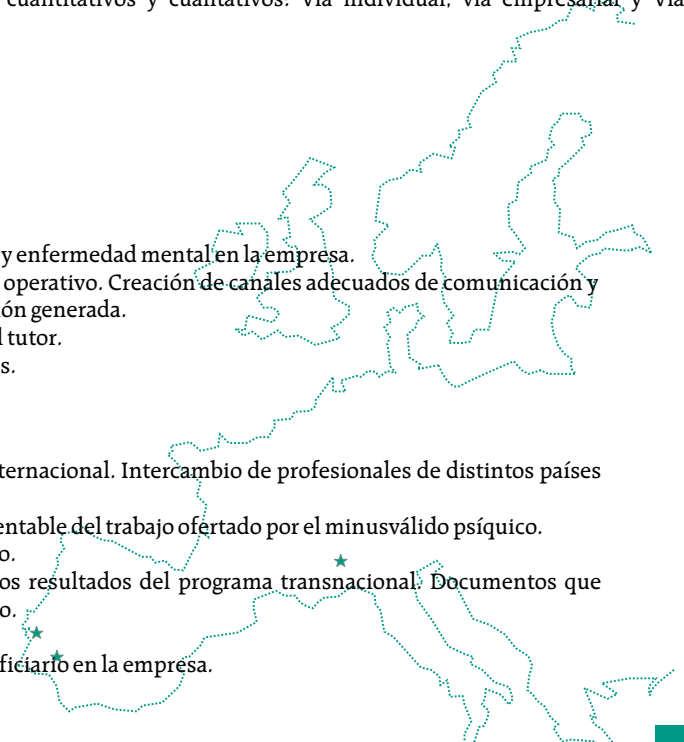 cuantitativos y cualitativos: vía individual, vía empresarial y vía
y enfermedad mental en la empresa.
operativo. Creación de canales adecuados de comunicación y
ón generada.
l tutor.
s.
ternacional. Intercambio de profesionales de distintos países
entable del trabajo ofertado por el minusválido psíquico.
o.
os resultados del programa transnacional. Documentos que
o.
ficiario en la empresa.